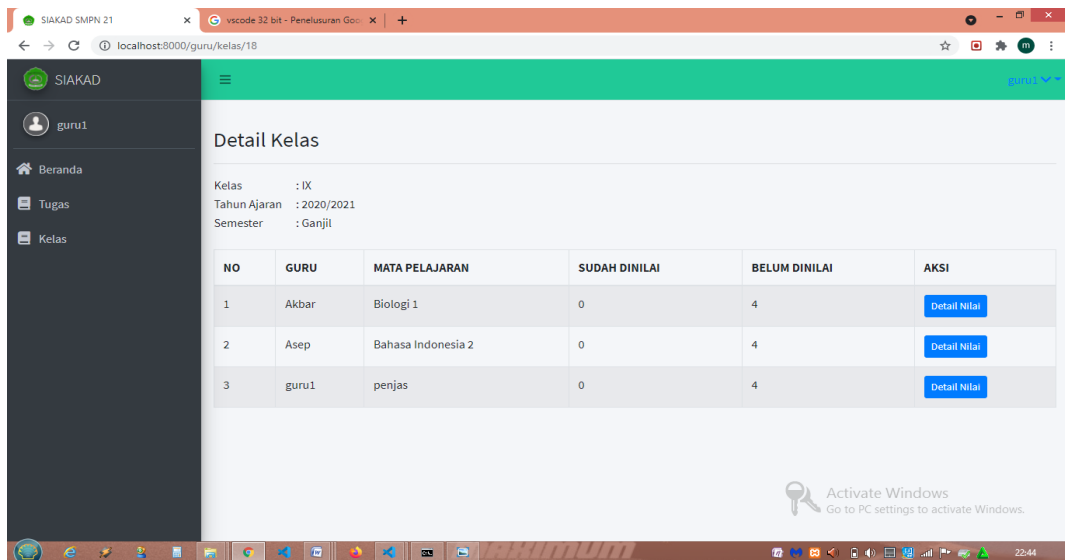 SIAKAD SMPN 21
vscode 32 bit - Penelusuran Goo
localhost:8000/guru/kelas/18
m
SIAKAD
guru1
guru1
Beranda
Tugas
Kelas
Detail Kelas
Kelas : IX
Tahun Ajaran : 2020/2021
Semester : Ganjil
NO GURU MATA PELAJARAN SUDAH DINILAI BELUM DINILAI AKSI
1 Akbar Biologi 1 0 4 Detail Nilai
2 Asep Bahasa Indonesia 2 0 4 Detail Nilai
3 guru1 penjas 0 4 Detail Nilai
Activate Windows
Go to PC settings to activate Windows.
22:44